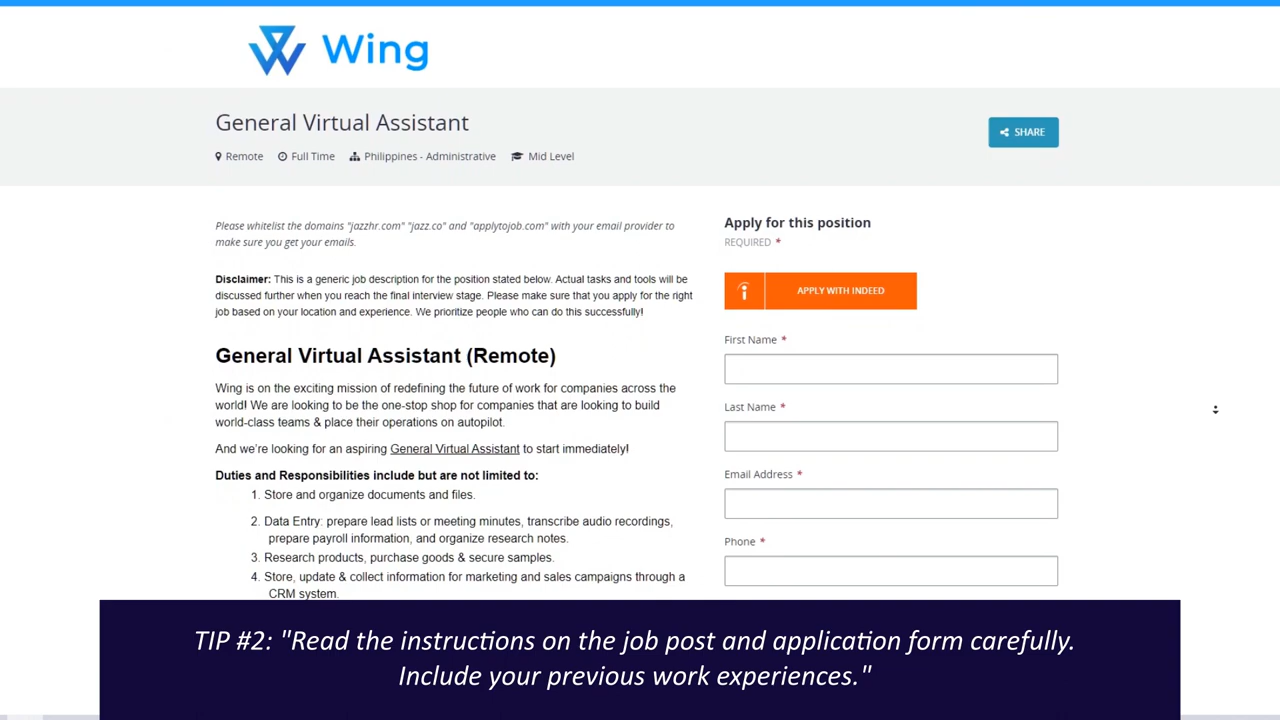 Wing
General Virtual Assistant
SHARE
Remote Full Time Philippines - Administrative Mid Level
Please whitelist the domains "jazzhr.com" "jazz.co" and "applytojob.com" with your email provider to
make sure you get your emails.
Disclaimer: This is a generic job description for the position stated below. Actual tasks and tools will be
discussed further when you reach the final interview stage. Please make sure that you apply for the right
job based on your location and experience. We prioritize people who can do this successfully!
General Virtual Assistant (Remote)
Wing is on the exciting mission of redefining the future of work for companies across the
world! We are looking to be the one-stop shop for companies that are looking to build
world-class teams & place their operations on autopilot.
And we're looking for an aspiring General Virtual Assistant to start immediately!
Duties and Responsibilities include but are not limited to:
1. Store and organize documents and files.
2. Data Entry: prepare lead lists or meeting minutes, transcribe audio recordings,
prepare payroll information, and organize research notes.
3. Research products, purchase goods & secure samples.
4. Store, update & collect information for marketing and sales campaigns through a
CRM system.
Apply for this position
REQUIRED *
APPLY WITH INDEED
First Name *
Last Name *
Email Address *
Phone *
TIP #2: "Read the instructions on the job post and application form carefully.
Include your previous work experiences."